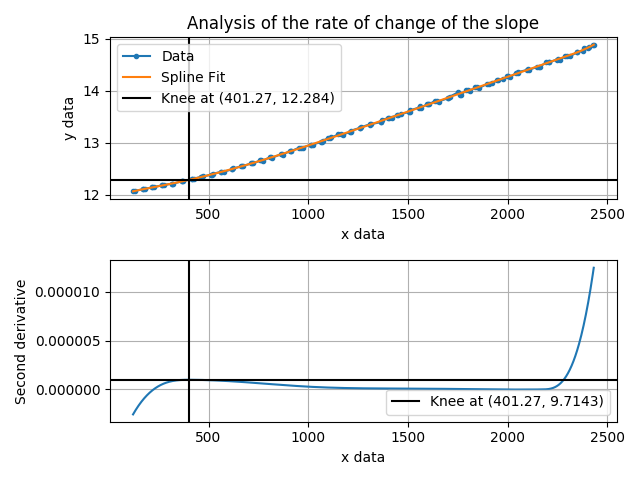 Analysis of the rate of change of the slope
15
14
13
12
y data
Data
Spline Fit
Knee at (401.27, 12.284)
500
1000
1500
2000
2500
x data
0.000010
0.000005
0.000000
Second derivative
Knee at (401.27, 9.7143)
500
1000
1500
2000
2500
x data